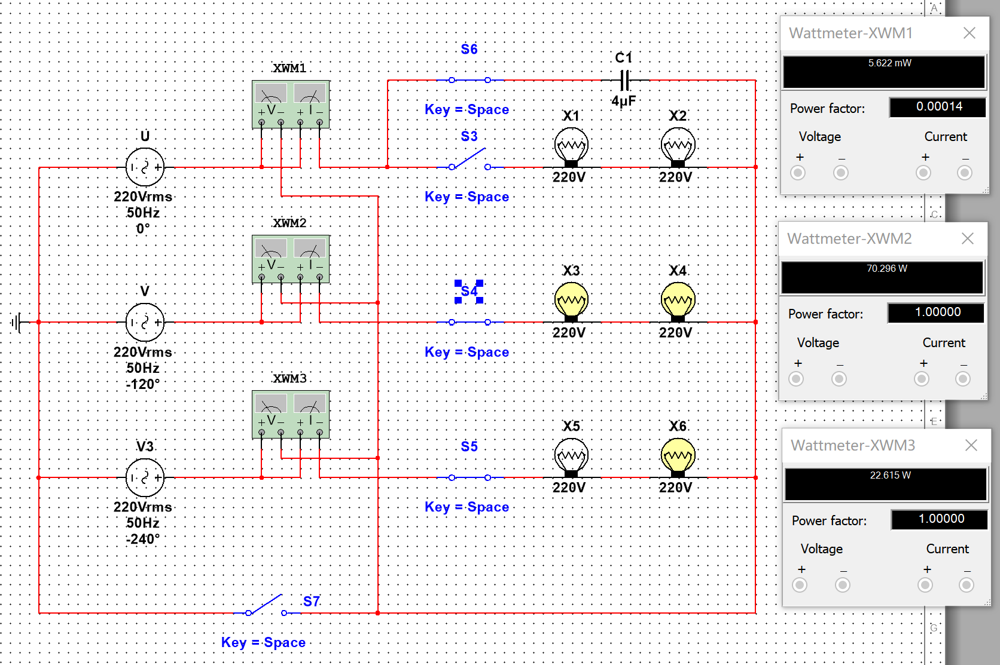 A
Wattmeter-XWM1
5.622 mW
Power factor: 0.00014
Voltage Current
+ – + –
S6
C1
XWM1
+ V – + I –
4µF
Key = Space
X1 X2
S3
U
220V 220V
220Vrms
Key = Space
50Hz
0°
C
XWM2
Wattmeter-XWM2
70.296 W
Power factor: 1.00000
Voltage Current
+ – + –
+ V – + I –
X3 X4
S4
V
220V 220V
220Vrms
Key = Space
50Hz
-120°
XWM3
+ V – + I –
E
X5 X6
S5
V3
Wattmeter-XWM3
22.615 W
Power factor: 1.00000
Voltage Current
+ – + –
220V 220V
220Vrms
Key = Space
50Hz
-240°
S7
Key = Space
G